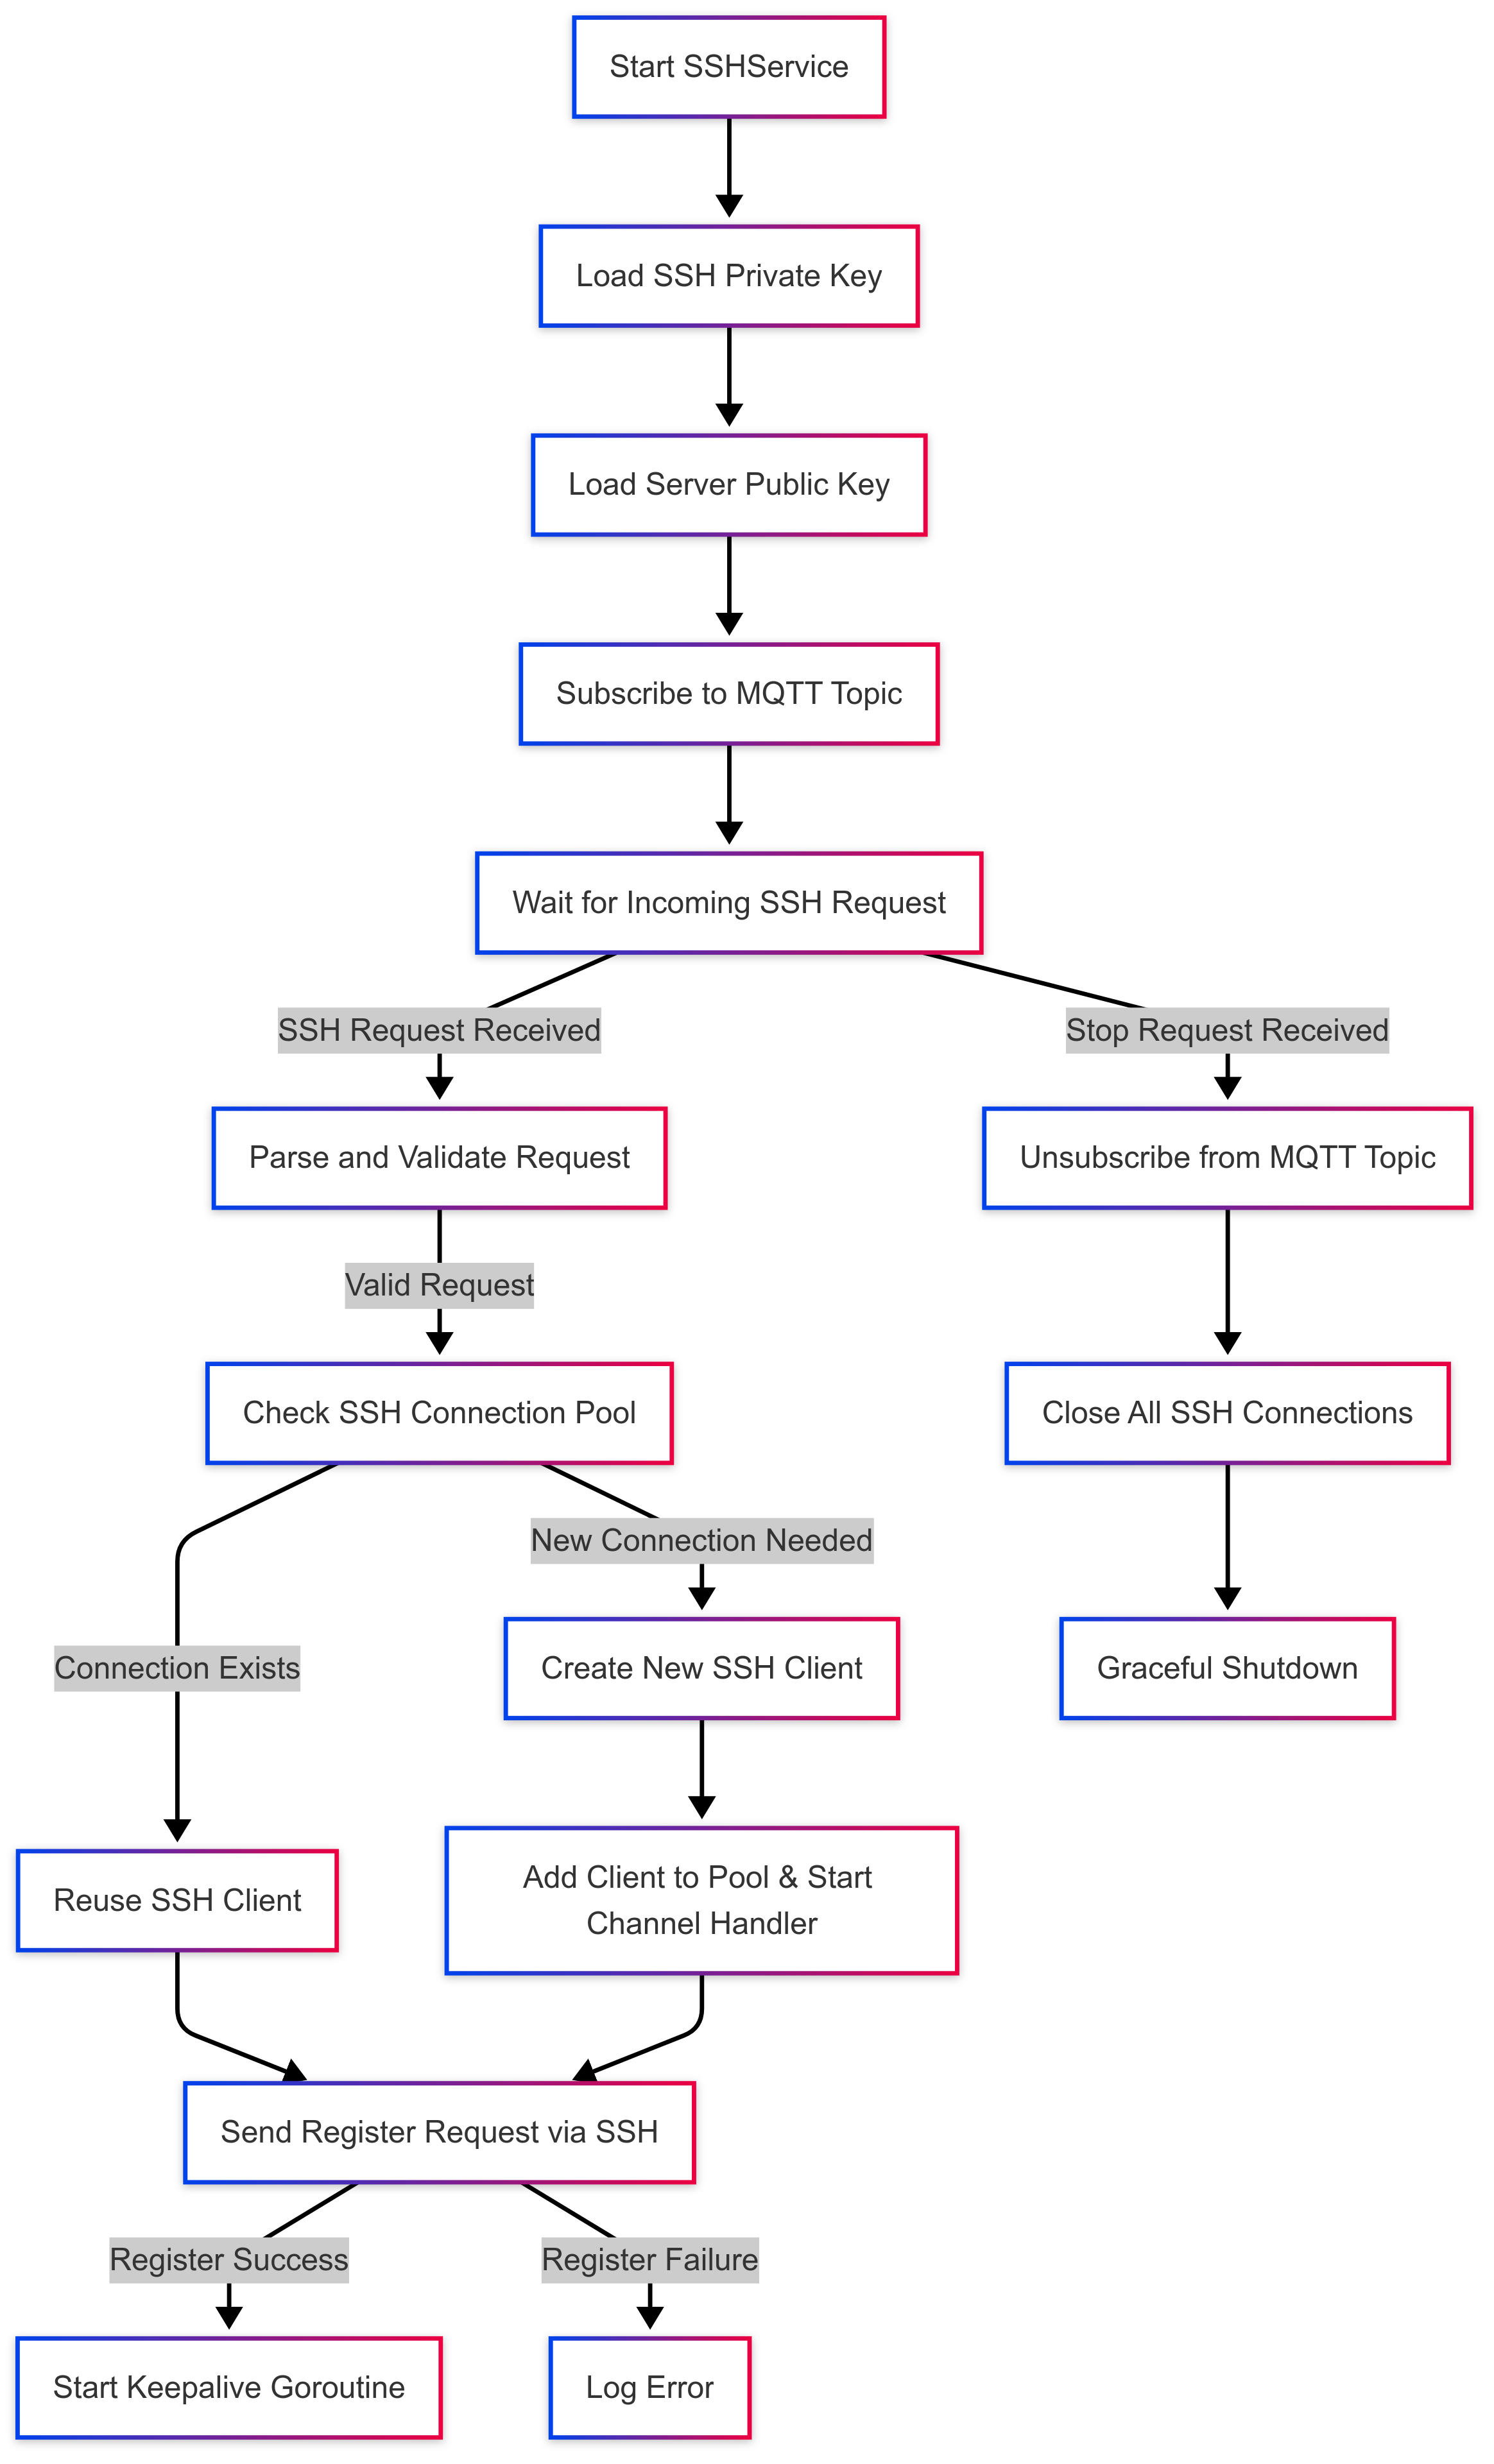 Start SSHService
Load SSH Private Key
Load Server Public Key
Subscribe to MQTT Topic
Wait for Incoming SSH Request
SSH Request Received
Stop Request Received
Parse and Validate Request
Unsubscribe from MQTT Topic
Valid Request
Check SSH Connection Pool
Close All SSH Connections
New Connection Needed
Connection Exists
Create New SSH Client
Graceful Shutdown
Reuse SSH Client
Add Client to Pool & Start
Channel Handler
Send Register Request via SSH
Register Success
Register Failure
Start Keepalive Goroutine
Log Error